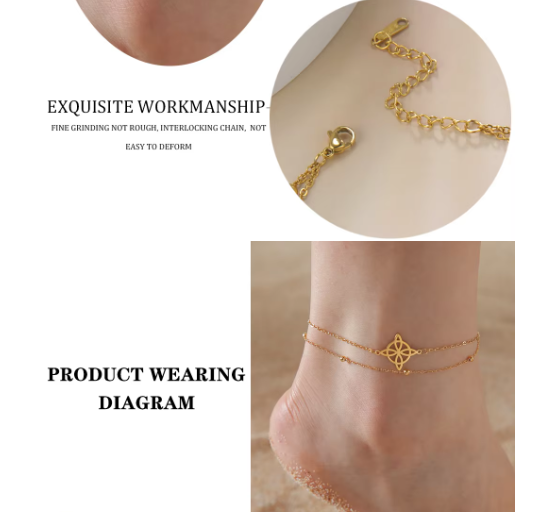 EXQUISITE WORKMANSHIP
FINE GRINDING NOT ROUGH, INTERLOCKING CHAIN, NOT
EASY TO DEFORM
PRODUCT WEARING
DIAGRAM